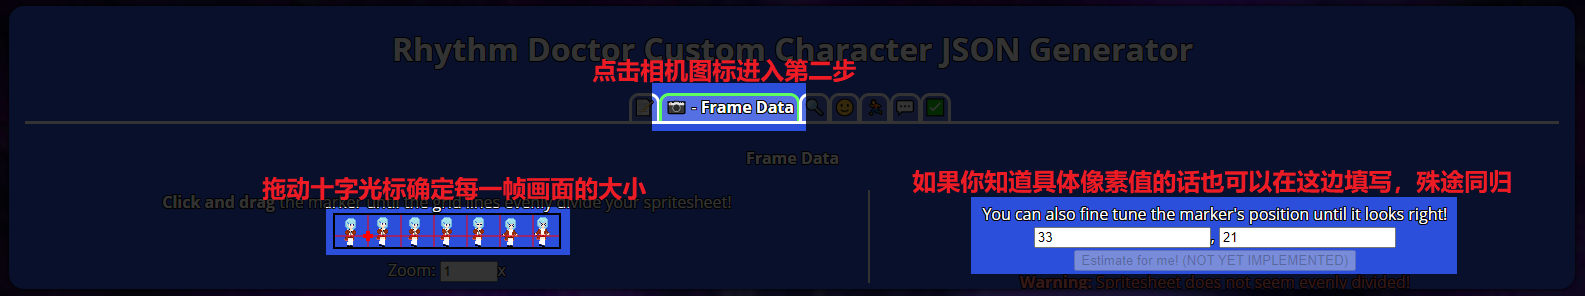 Rhythm Doctor Custom Character JSON Generator
点击相机图标进入第二步
- Frame Data
Frame Data
拖动十字光标确定每一帧画面的大小
Click and drag the marker until the grid lines evenly divide your spritesheet!
Zoom: 1x
如果你知道具体像素值的话也可以在这边填写，殊途同归
You can also fine tune the marker's position until it looks right!
33, 21
Estimate for me! (NOT YET IMPLEMENTED)
Warning: Spritesheet does not seem evenly divided!